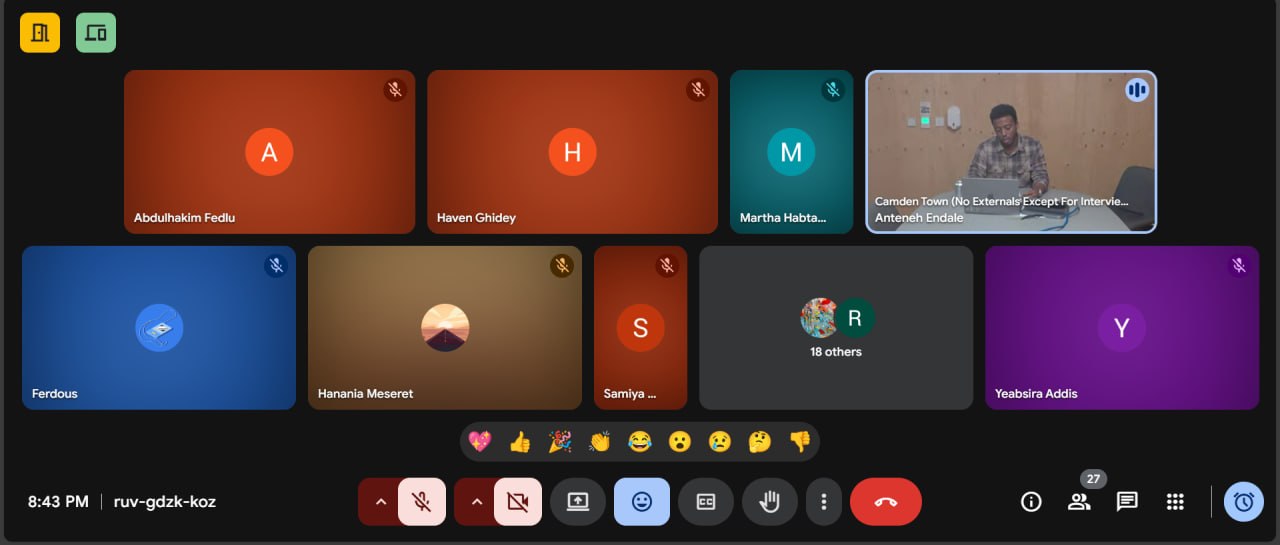 A
Abdulhakim Fedlu
H
Haven Ghidey
M
Martha Habta...
Camden Town (No Externals Except For Intervie...
Anteneh Endale
Ferdous
Hanania Meseret
S
Samiya ...
R
18 others
Y
Yeabsira Addis
27
8:43 PM | ruv-gdzk-koz
CC